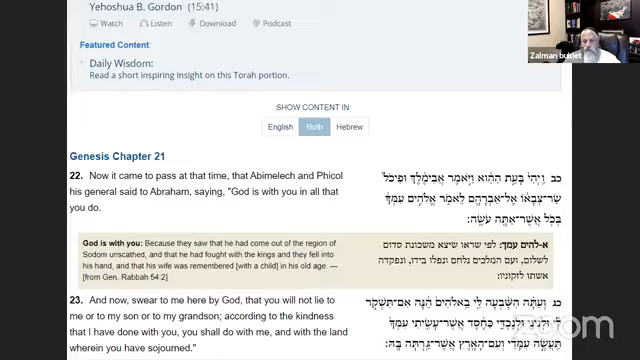 Yehoshua B. Gordon (15:41)
Watch Listen Download Podcast
Featured Content
Daily Wisdom:
Read a short inspiring insight on this Torah portion.
Zalman bukiet
SHOW CONTENT IN:
English Both Hebrew
Genesis Chapter 21
22. Now it came to pass at that time, that Abimelech and Phicol
his general said to Abraham, saying, "God is with you in all that
you do.
כב וַיְהִי בָּעֵת הַהִוא וַיֹּאמֶר אֲבִימֶלֶךְ וּפִיכֹל
שַׂר־צְבָאוֹ אֶל־אַבְרָהָם לֵאמֹר אֱלֹהִים עִמְּךָ
בְּכֹל אֲשֶׁר־אַתָּה עֹשֶׂה:
God is with you: Because they saw that he had come out of the region of
Sodom unscathed, and that he had fought with the kings and they fell into
his hand, and that his wife was remembered [with a child] in his old age. —
[from Gen. Rabbah 54:2]
א-להים עמך: לפי שראו שיצא משכונת סדום
לשלום, ועם המלכים נלחם ונפלו בידו, ונפקדה
אשתו לזקוניו:
23. And now, swear to me here by God, that you will not lie to
me or to my son or to my grandson; according to the kindness
that I have done with you, you shall do with me, and with the land
wherein you have sojourned."
כג וְעַתָּה הִשָּׁבְעָה לִּי בֵאלֹהִים הֵנָּה אִם־תִּשְׁקֹר
לִי וּלְנִינִי וּלְנֶכְדִּי כַּחֶסֶד אֲשֶׁר־עָשִׂיתִי עִמְּךָ
תַּעֲשֶׂה עִמָּדִי וְעִם־הָאָרֶץ אֲשֶׁר־גַּרְתָּה בָּהּ:
zoom